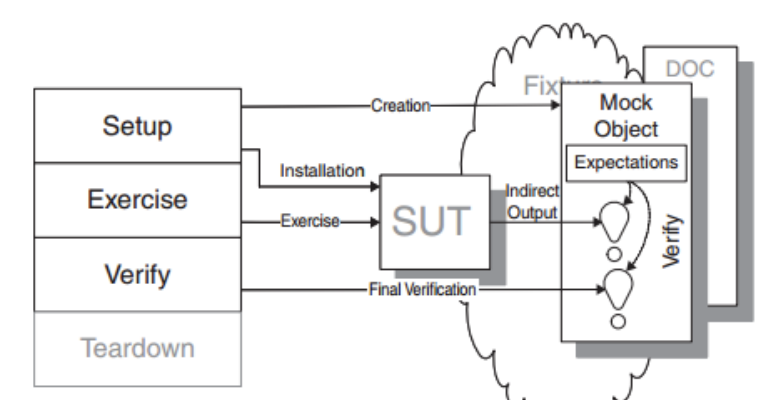 Setup
Exercise
Verify
Teardown
Creation
Installation
Exercise
Final Verification
SUT
Indirect
Output
Fixture
DOC
Mock
Object
Expectations
Verify